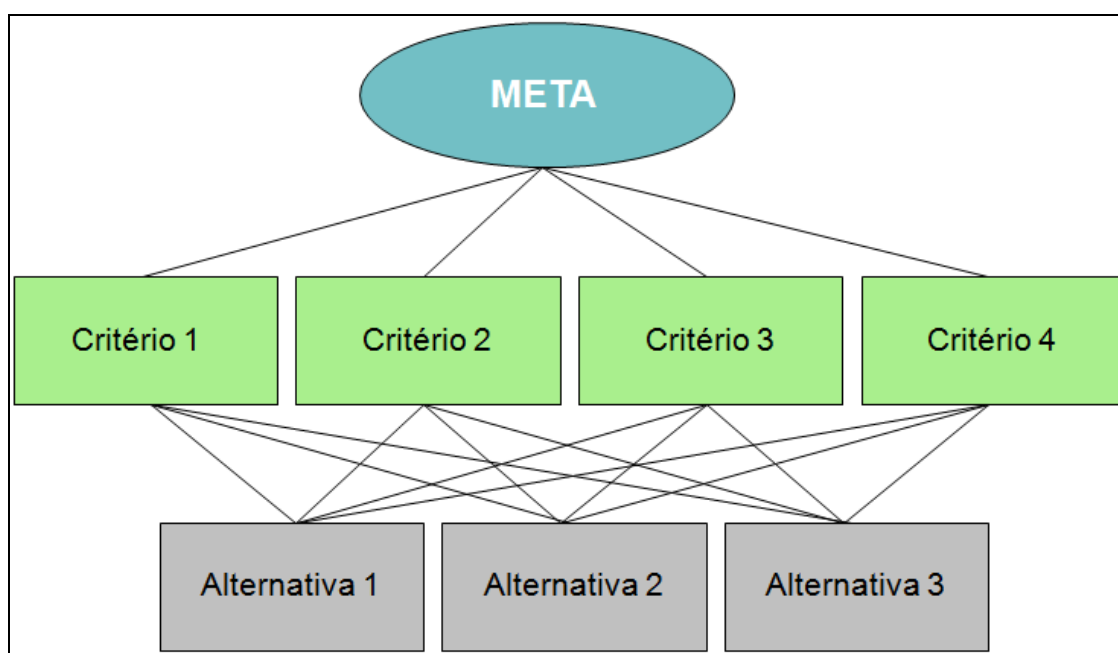 META
Critério 1
Critério 2
Critério 3
Critério 4
Alternativa 1
Alternativa 2
Alternativa 3